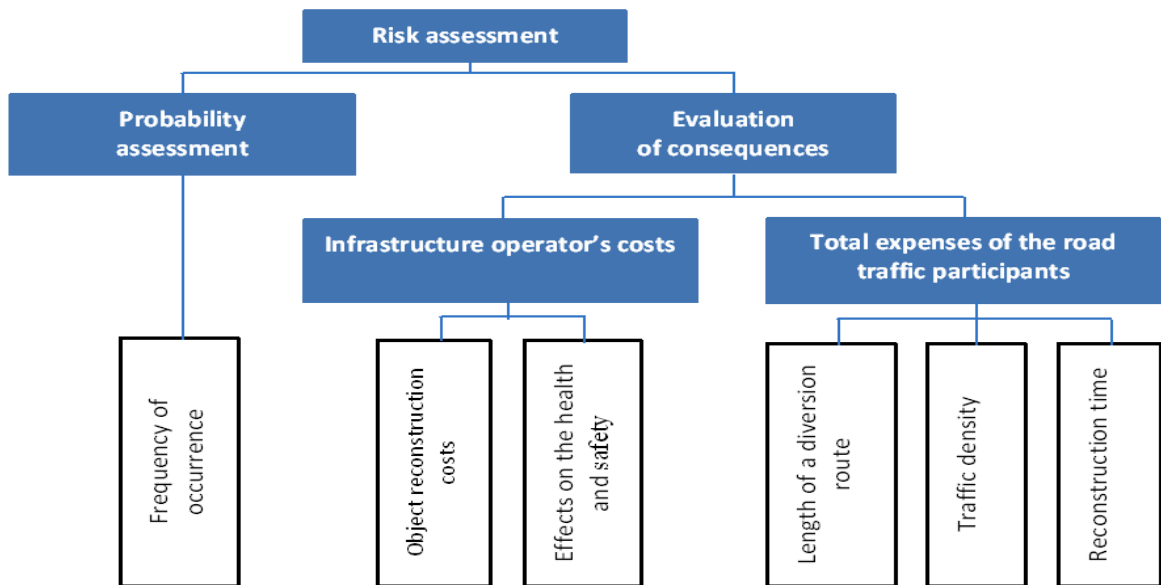 Risk assessment
Probability
assessment
Evaluation
of consequences
Infrastructure operator's costs
Total expenses of the road
traffic participants
Frequency of
occurrence
Object reconstruction
costs
Effects on the health
and safety
Length of a diversion
route
Traffic density
Reconstruction time